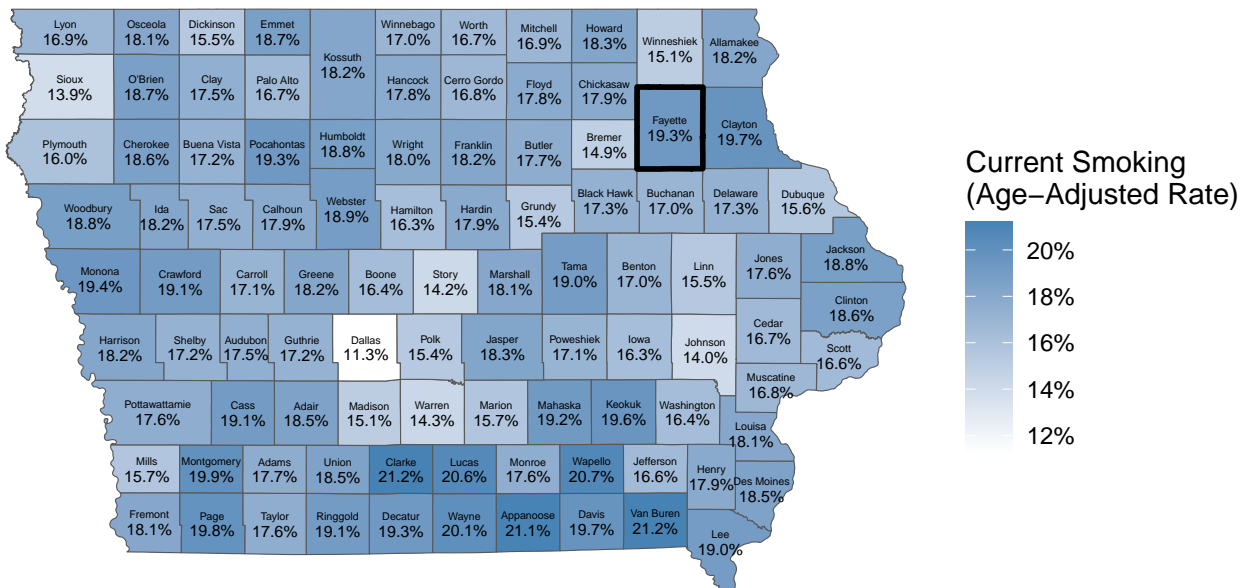 Lyon
16.9%
Osceola
18.1%
Dickinson
15.5%
Emmet
18.7%
Kossuth
18.2%
Winnebago
17.0%
Worth
16.7%
Mitchell
16.9%
Howard
18.3%
Winneshiek
15.1%
Allamakee
18.2%
Sioux
13.9%
O'Brien
18.7%
Clay
17.5%
Palo Alto
16.7%
Hancock
17.8%
Cerro Gordo
16.8%
Floyd
17.8%
Chickasaw
17.9%
Fayette
19.3%
Clayton
19.7%
Plymouth
16.0%
Cherokee
18.6%
Buena Vista
17.2%
Pocahontas
19.3%
Humboldt
18.8%
Wright
18.0%
Franklin
18.2%
Butler
17.7%
Bremer
14.9%
Woodbury
18.8%
Ida
18.2%
Sac
17.5%
Calhoun
17.9%
Webster
18.9%
Hamilton
16.3%
Hardin
17.9%
Grundy
15.4%
Black Hawk
17.3%
Buchanan
17.0%
Delaware
17.3%
Dubuque
15.6%
Monona
19.4%
Crawford
19.1%
Carroll
17.1%
Greene
18.2%
Boone
16.4%
Story
14.2%
Marshall
18.1%
Tama
19.0%
Benton
17.0%
Linn
15.5%
Jones
17.6%
Jackson
18.8%
Clinton
18.6%
Harrison
18.2%
Shelby
17.2%
Audubon
17.5%
Guthrie
17.2%
Dallas
11.3%
Polk
15.4%
Jasper
18.3%
Poweshiek
17.1%
Iowa
16.3%
Johnson
14.0%
Cedar
16.7%
Scott
16.6%
Muscatine
16.8%
Pottawattamie
17.6%
Cass
19.1%
Adair
18.5%
Madison
15.1%
Warren
14.3%
Marion
15.7%
Mahaska
19.2%
Keokuk
19.6%
Washington
16.4%
Louisa
18.1%
Mills
15.7%
Montgomery
19.9%
Adams
17.7%
Union
18.5%
Clarke
21.2%
Lucas
20.6%
Monroe
17.6%
Wapello
20.7%
Jefferson
16.6%
Henry
17.9%
Des Moines
18.5%
Fremont
18.1%
Page
19.8%
Taylor
17.6%
Ringgold
19.1%
Decatur
19.3%
Wayne
20.1%
Appanoose
21.1%
Davis
19.7%
Van Buren
21.2%
Lee
19.0%
Current Smoking
(Age−Adjusted Rate)
20%
18%
16%
14%
12%